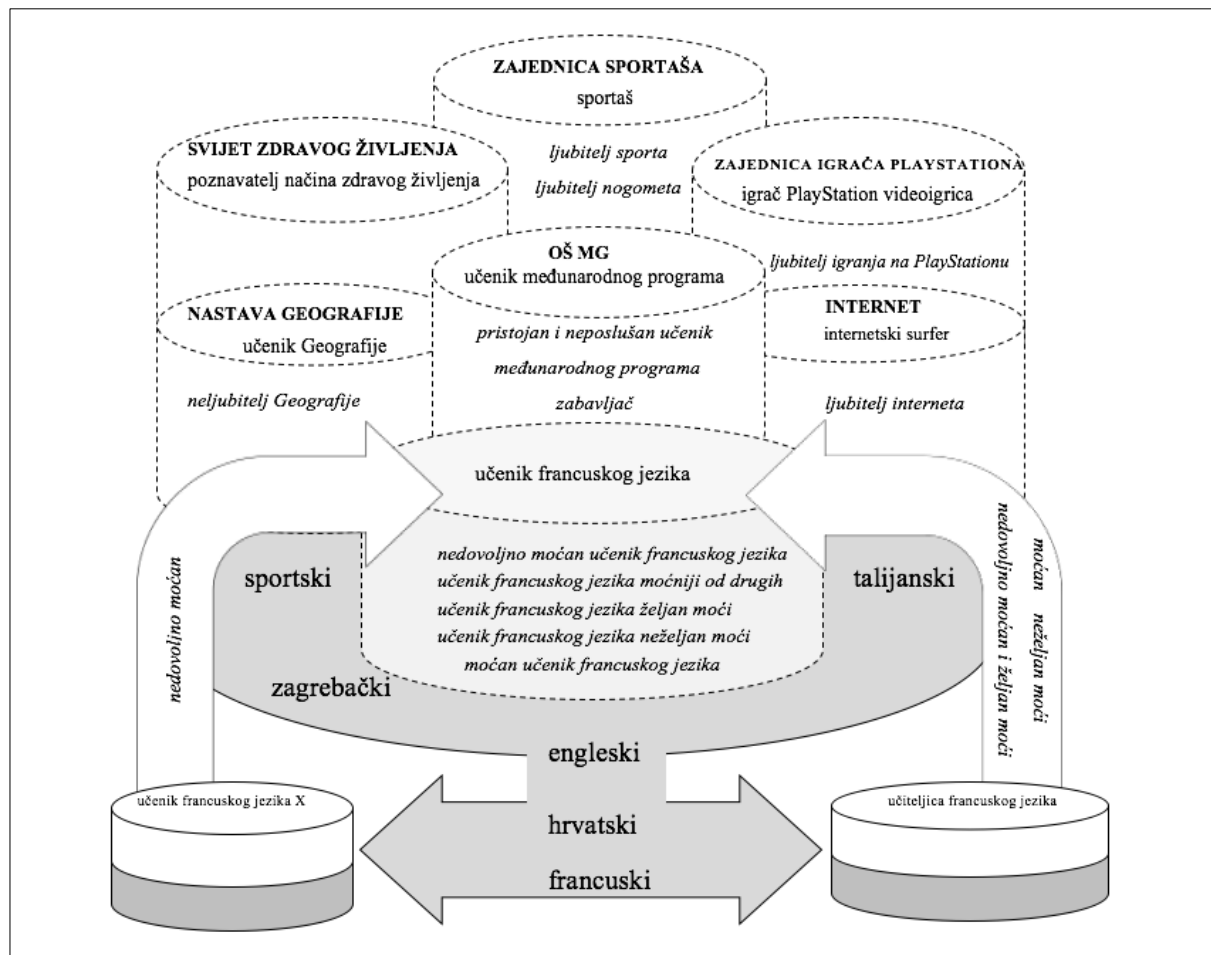 ZAJEDNICA SPORTAŠA
sportaš
ljubitelj sporta
ljubitelj nogometa
SVIJET ZDRAVOG ŽIVLJENJA
poznavatelj načina zdravog življenja
ZAJEDNICA IGRAČA PLAYSTATIONA
igrač PlayStation videoigrica
ljubitelj igranja na PlayStationu
OŠ MG
učenik međunarodnog programa
pristojan i neposlušan učenik
međunarodnog programa
zabavljač
NASTAVA GEOGRAFIJE
učenik Geografije
neljubitelj Geografije
INTERNET
internetski surfer
ljubitelj interneta
učenik francuskog jezika
nedovoljno moćan učenik francuskog jezika
učenik francuskog jezika moćniji od drugih
učenik francuskog jezika željan moći
učenik francuskog jezika neželjan moći
moćan učenik francuskog jezika
nedovoljno moćan
moćan neželjan moći
nedovoljno moćan i željan moći
sportski
talijanski
zagrebački
engleski
hrvatski
francuski
učenik francuskog jezika X
učiteljica francuskog jezika